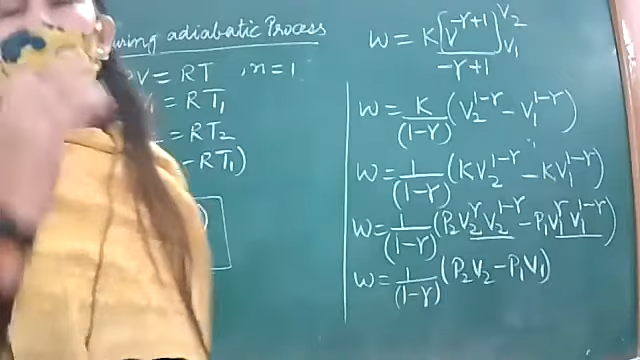 uring adiabatic Process
PV = RT , n = 1
= RT₁
= RT₂
- RT₁)
W = K[V^(-γ+1)]_(V₁)^(V₂) / (-γ+1)
W = K/(1-γ) (V₂^(1-γ) - V₁^(1-γ))
W = 1/(1-γ) (KV₂^(1-γ) - KV₁^(1-γ))
W = 1/(1-γ) (P₂V₂^γ V₂^(1-γ) - P₁V₁^γ V₁^(1-γ))
W = 1/(1-γ) (P₂V₂ - P₁V₁)